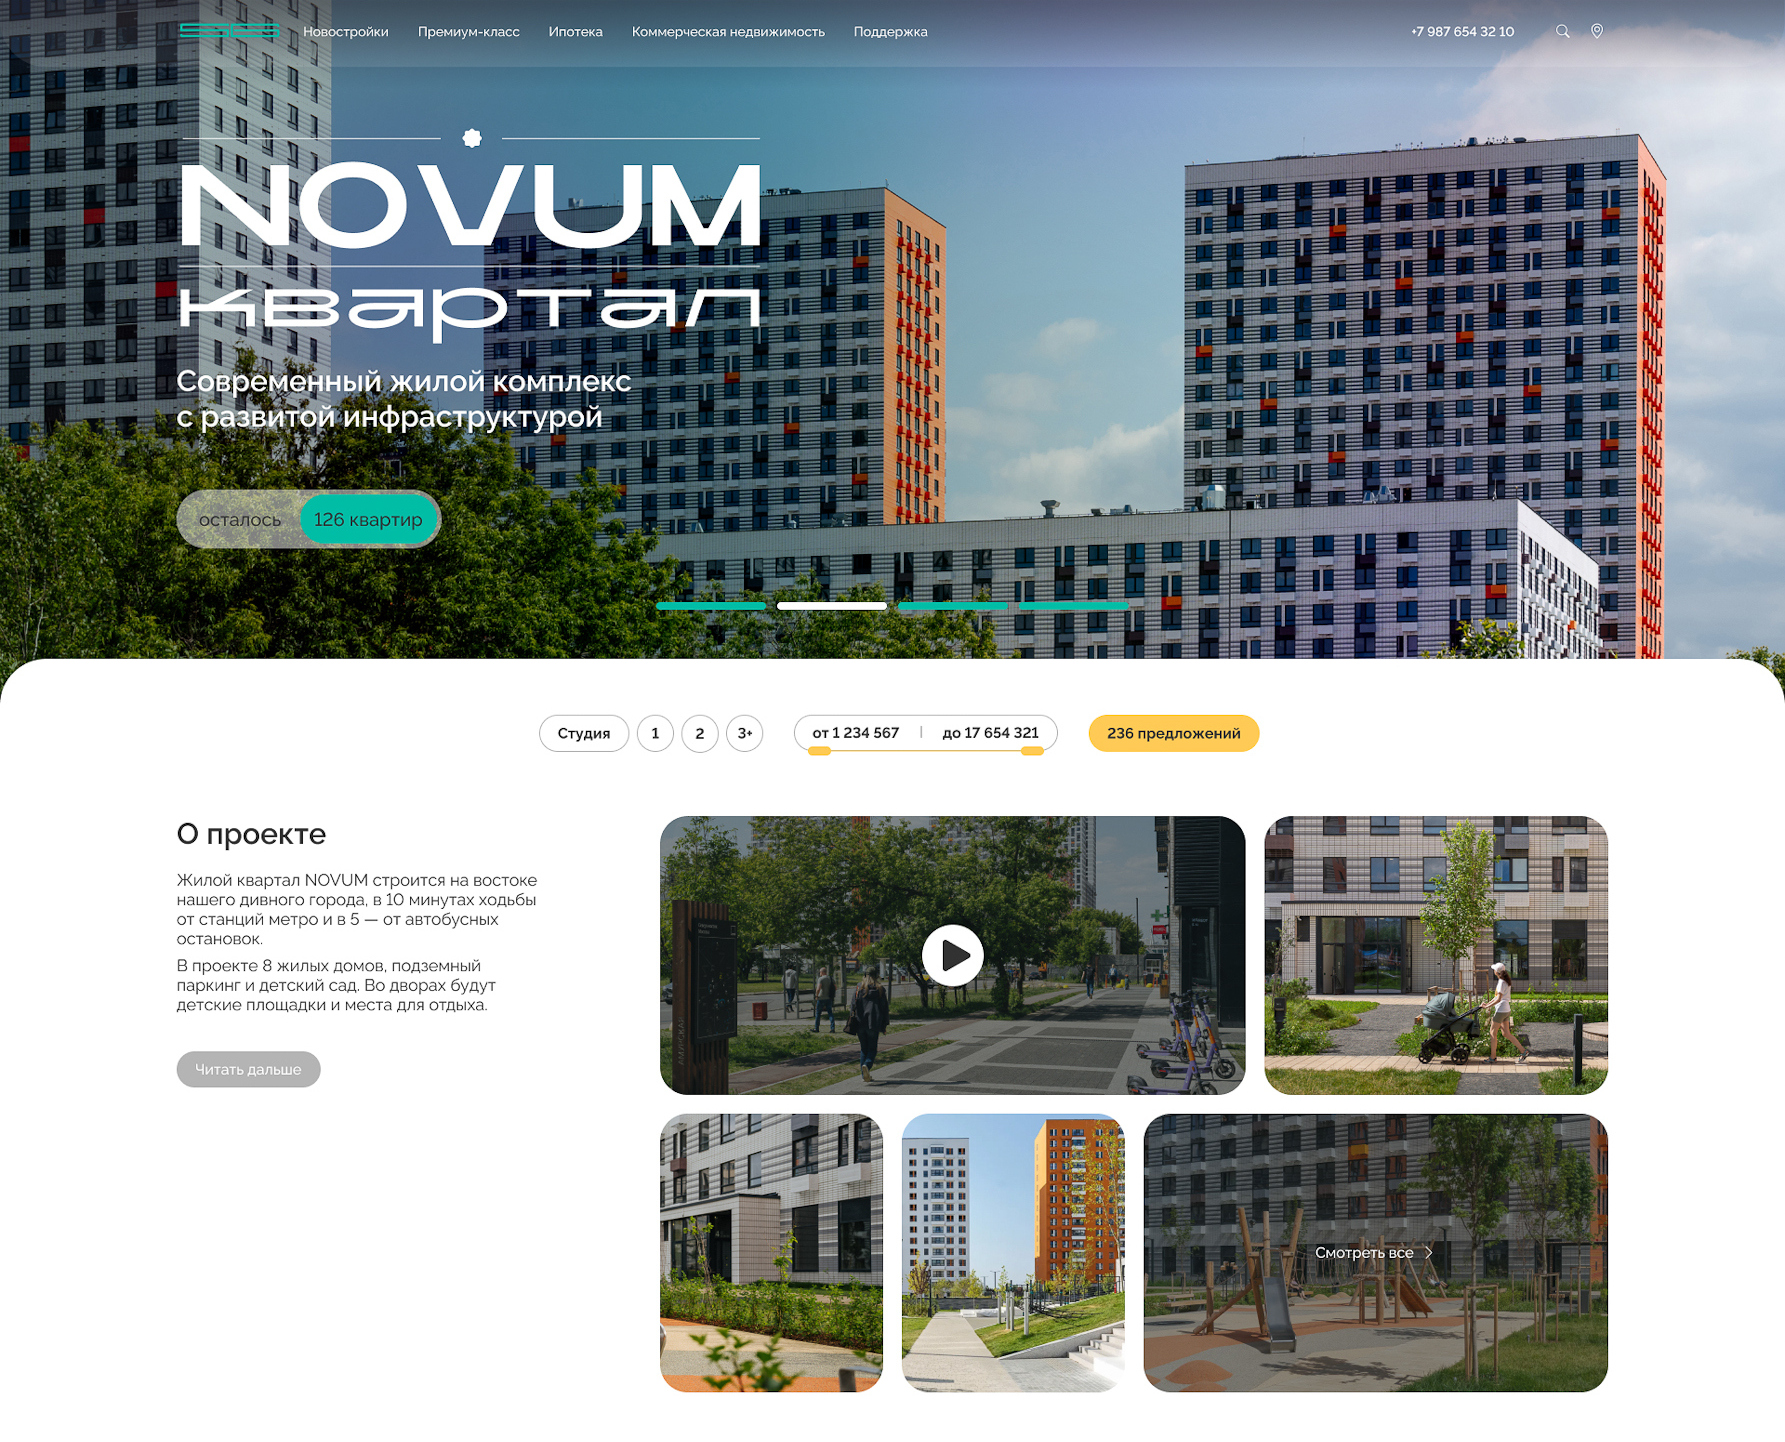 Новостройки
Премиум-класс
Ипотека
Коммерческая недвижимость
Поддержка
+7 987 654 32 10
NOVUM
квартал
Современный жилой комплекс
с развитой инфраструктурой
осталось 126 квартир
Студия
1
2
3+
от 1 234 567
до 17 654 321
236 предложений
О проекте
Жилой квартал NOVUM строится на востоке
нашего дивного города, в 10 минутах ходьбы
от станций метро и в 5 — от автобусных
остановок.
В проекте 8 жилых домов, подземный
паркинг и детский сад. Во дворах будут
детские площадки и места для отдыха.
Читать дальше
Смотреть все